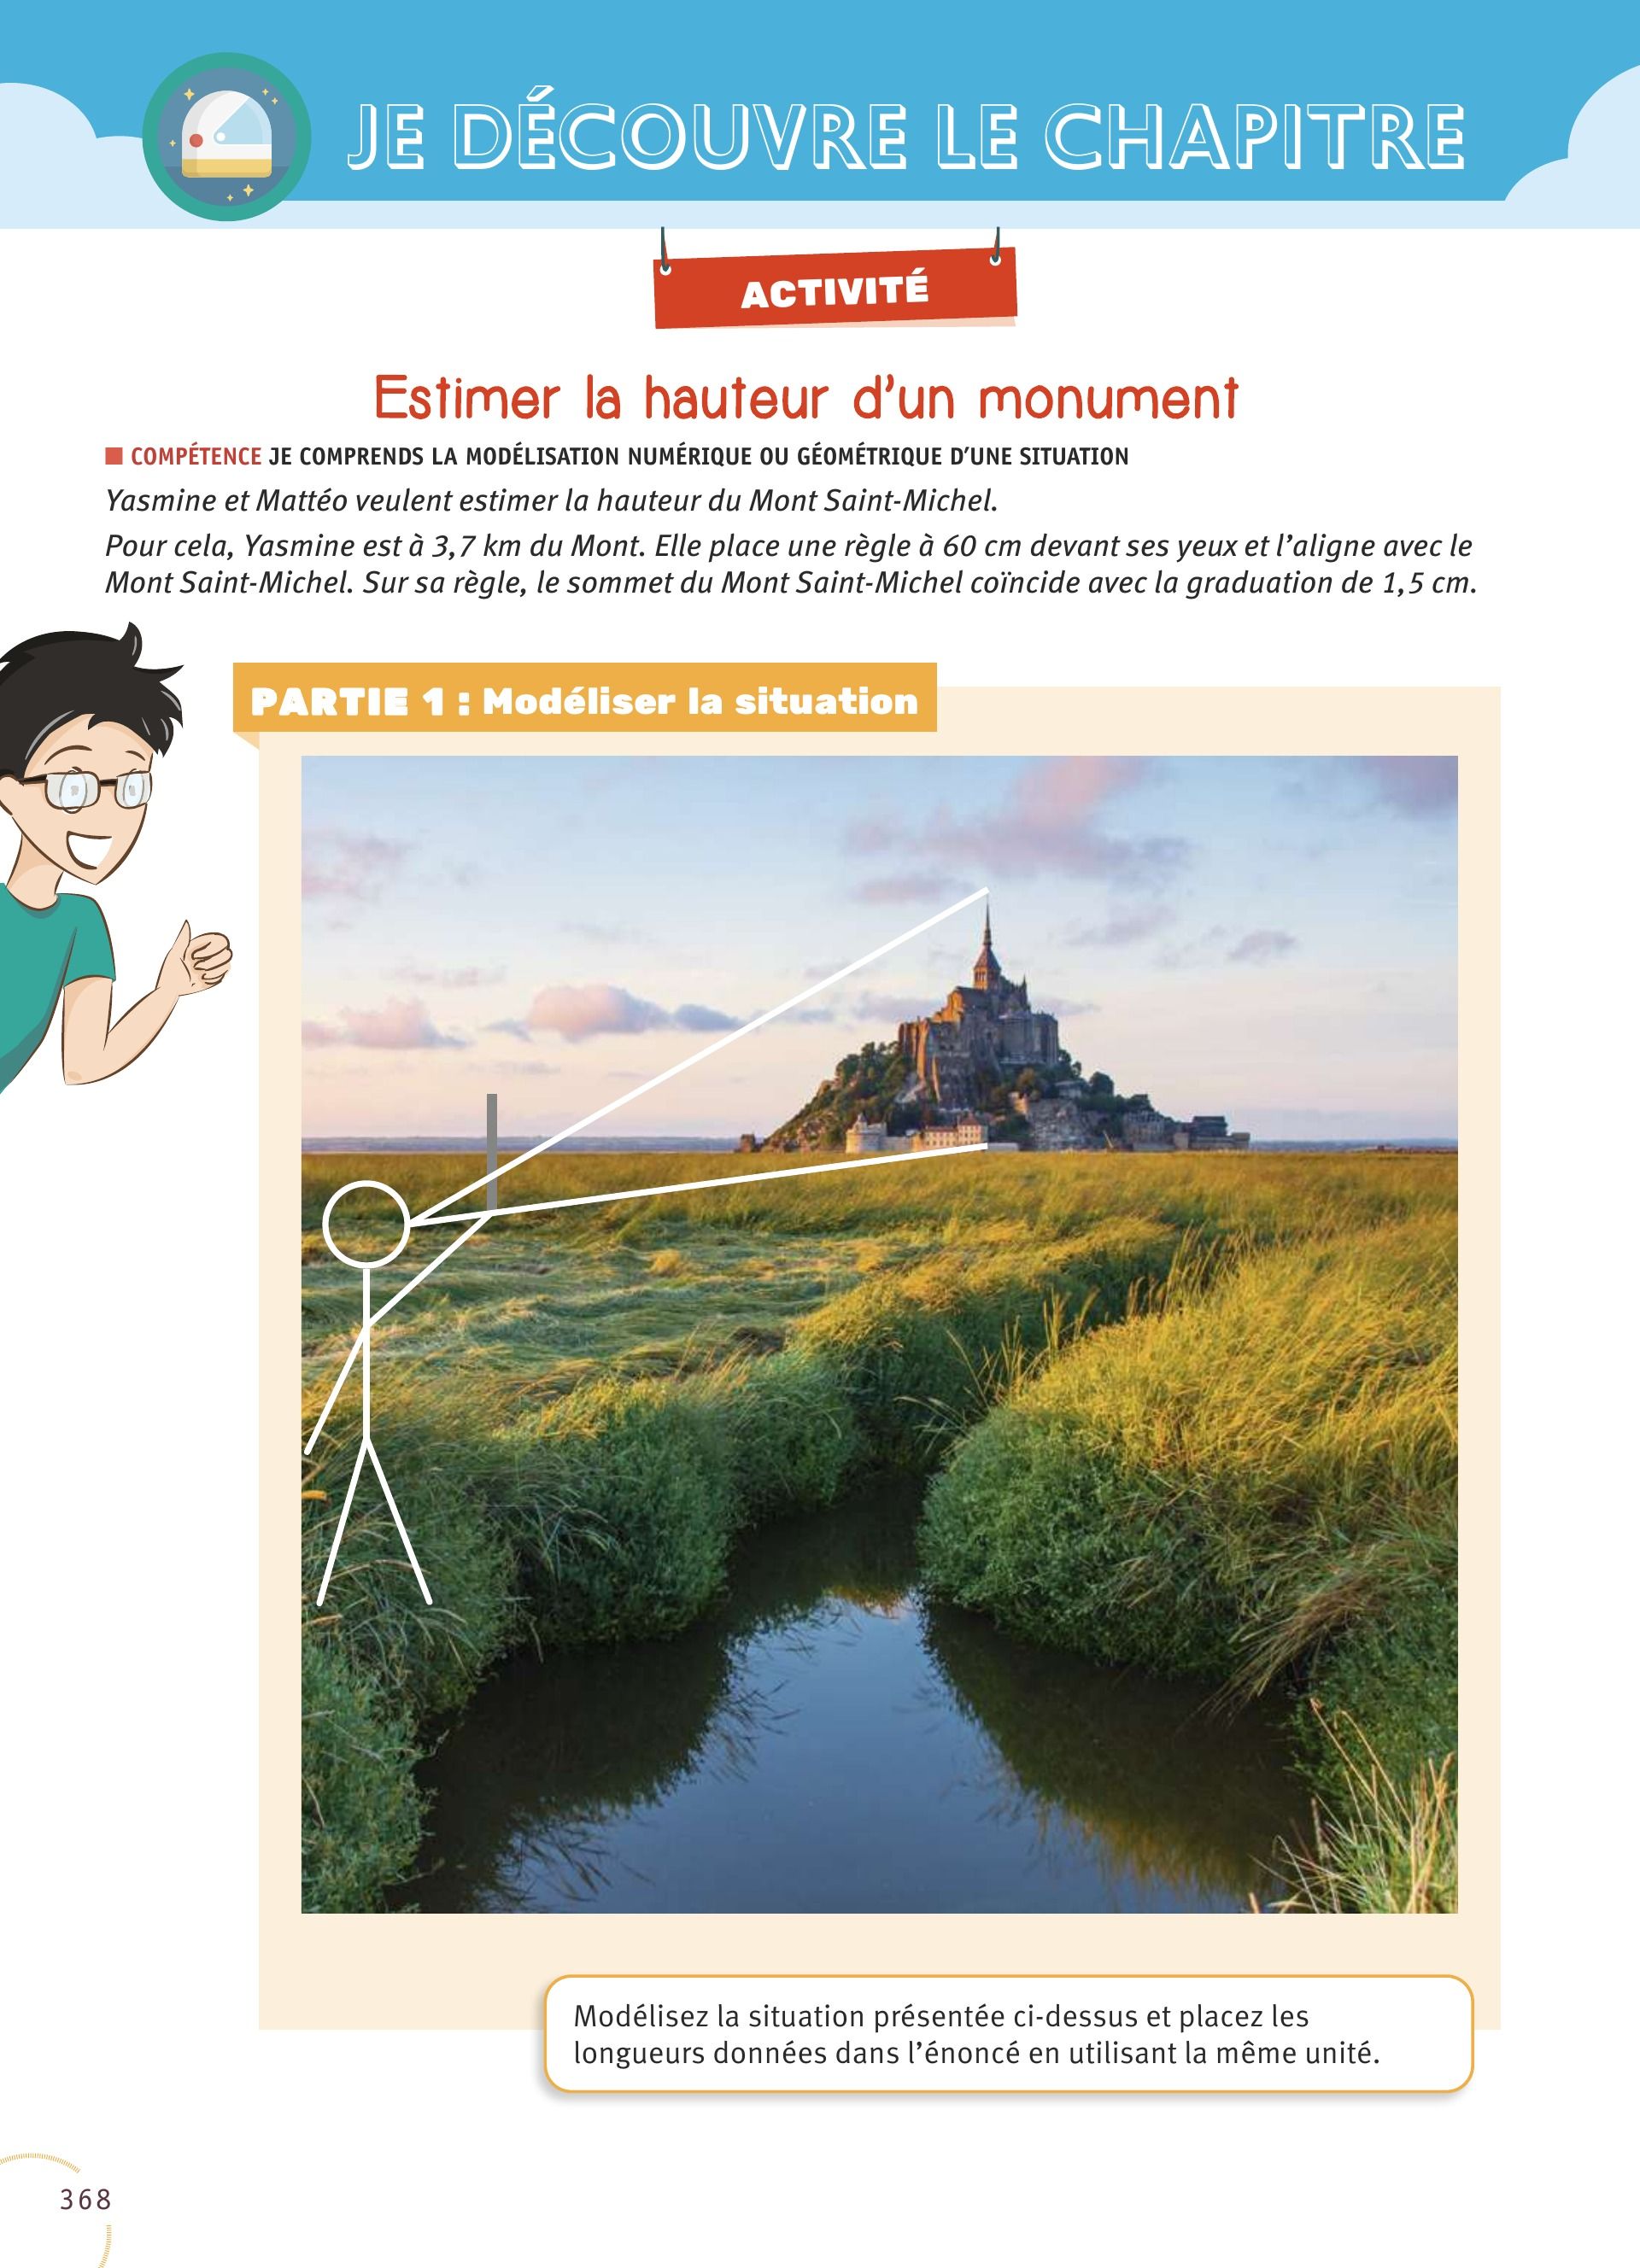 JE DÉCOUVRE LE CHAPITRE
ACTIVITÉ
Estimer la hauteur d’un monument
COMPÉTENCE JE COMPRENDS LA MODÉLISATION NUMÉRIQUE OU GÉOMÉTRIQUE D’UNE SITUATION
Yasmine et Mattéo veulent estimer la hauteur du Mont Saint-Michel.
Pour cela, Yasmine est à 3,7 km du Mont. Elle place une règle à 60 cm devant ses yeux et l’aligne avec le
Mont Saint-Michel. Sur sa règle, le sommet du Mont Saint-Michel coïncide avec la graduation de 1,5 cm.
PARTIE 1 : Modéliser la situation
Modélisez la situation présentée ci-dessus et placez les
longueurs données dans l’énoncé en utilisant la même unité.
368